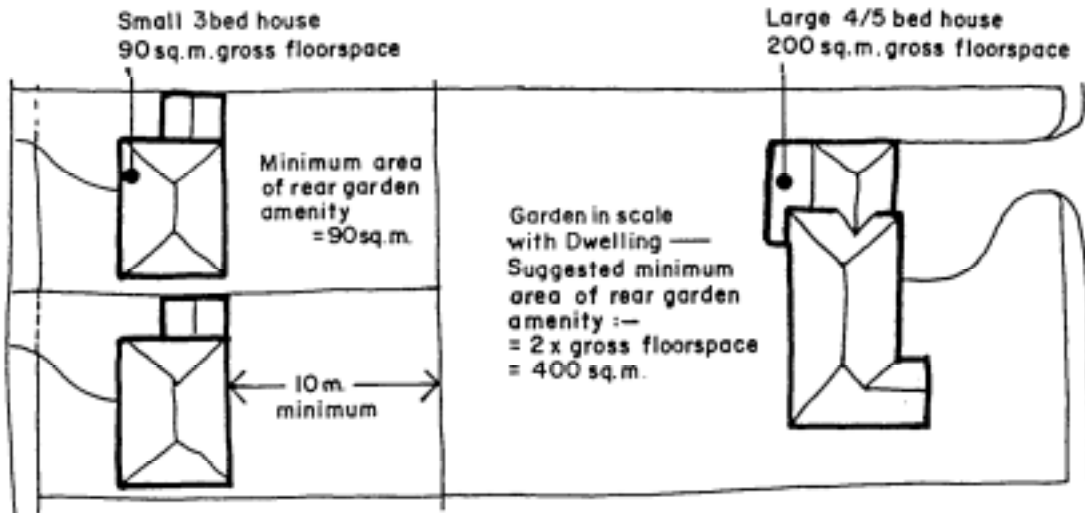 Small 3bed house
90 sq.m. gross floorspace
Large 4/5 bed house
200 sq.m. gross floorspace
Minimum area
of rear garden
amenity
=90sq.m.
Garden in scale
with Dwelling —
Suggested minimum
area of rear garden
amenity :—
= 2 x gross floorspace
= 400 sq.m.
10m.
minimum